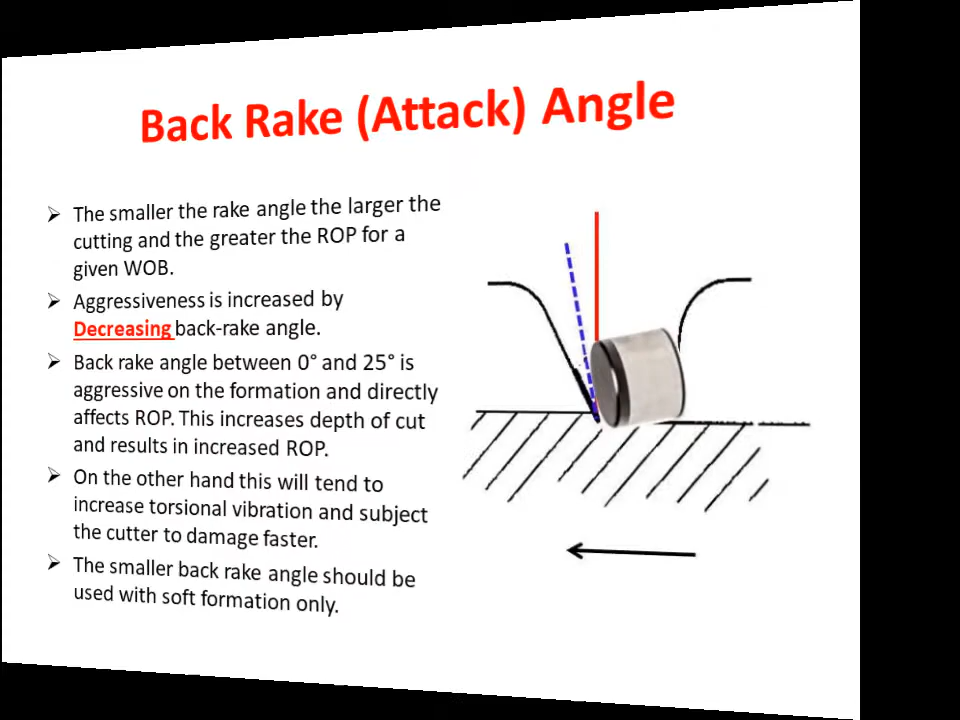 Back Rake (Attack) Angle
➢ The smaller the rake angle the larger the
cutting and the greater the ROP for a
given WOB.
➢ Aggressiveness is increased by
Decreasing back-rake angle.
➢ Back rake angle between 0° and 25° is
aggressive on the formation and directly
affects ROP. This increases depth of cut
and results in increased ROP.
➢ On the other hand this will tend to
increase torsional vibration and subject
the cutter to damage faster.
➢ The smaller back rake angle should be
used with soft formation only.